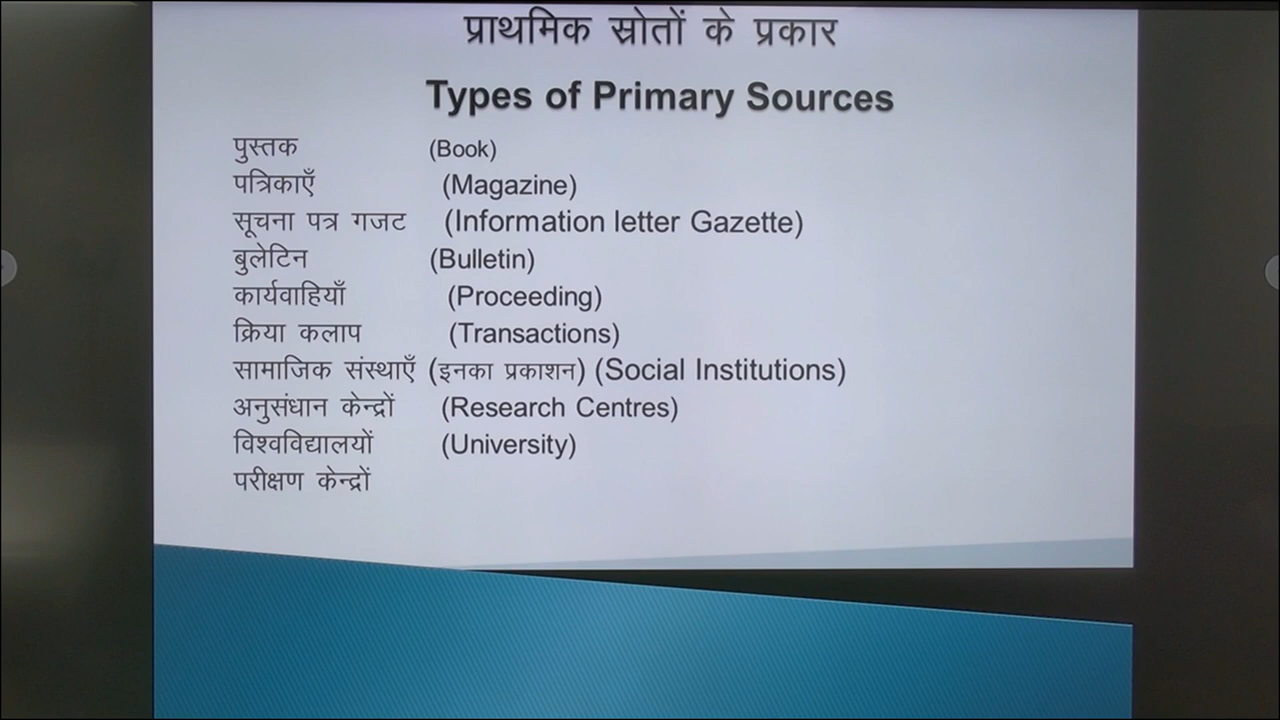 प्राथमिक स्रोतों के प्रकार
Types of Primary Sources
पुस्तक (Book)
पत्रिकाएँ (Magazine)
सूचना पत्र गजट (Information letter Gazette)
बुलेटिन (Bulletin)
कार्यवाहियाँ (Proceeding)
क्रिया कलाप (Transactions)
सामाजिक संस्थाएँ (इनका प्रकाशन) (Social Institutions)
अनुसंधान केन्द्रों (Research Centres)
विश्वविद्यालयों (University)
परीक्षण केन्द्रों